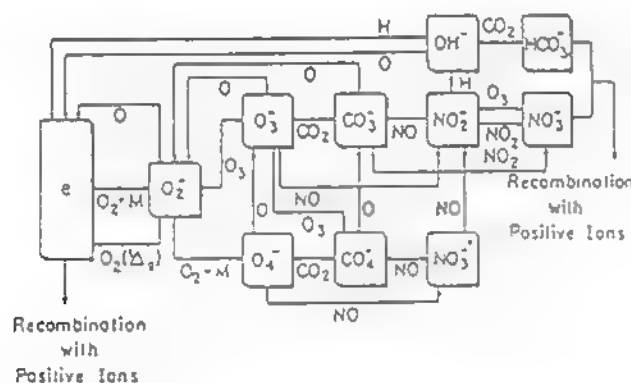 H
O
OH⁻
CO₂
HCO₃⁻
O
O
O
H
O₃⁻
CO₂
CO₃⁻
NO
NO₂⁻
O₃
NO₂
NO₂
NO₃⁻
e
O₂-M
O₂⁻
O₃
O₂(¹Δg)
O₂-M
O
NO
O₃
O
NO
O₄⁻
CO₂
CO₄⁻
NO
NO₃⁻*
NO
Recombination
with
Positive Ions
Recombination
with
Positive Ions